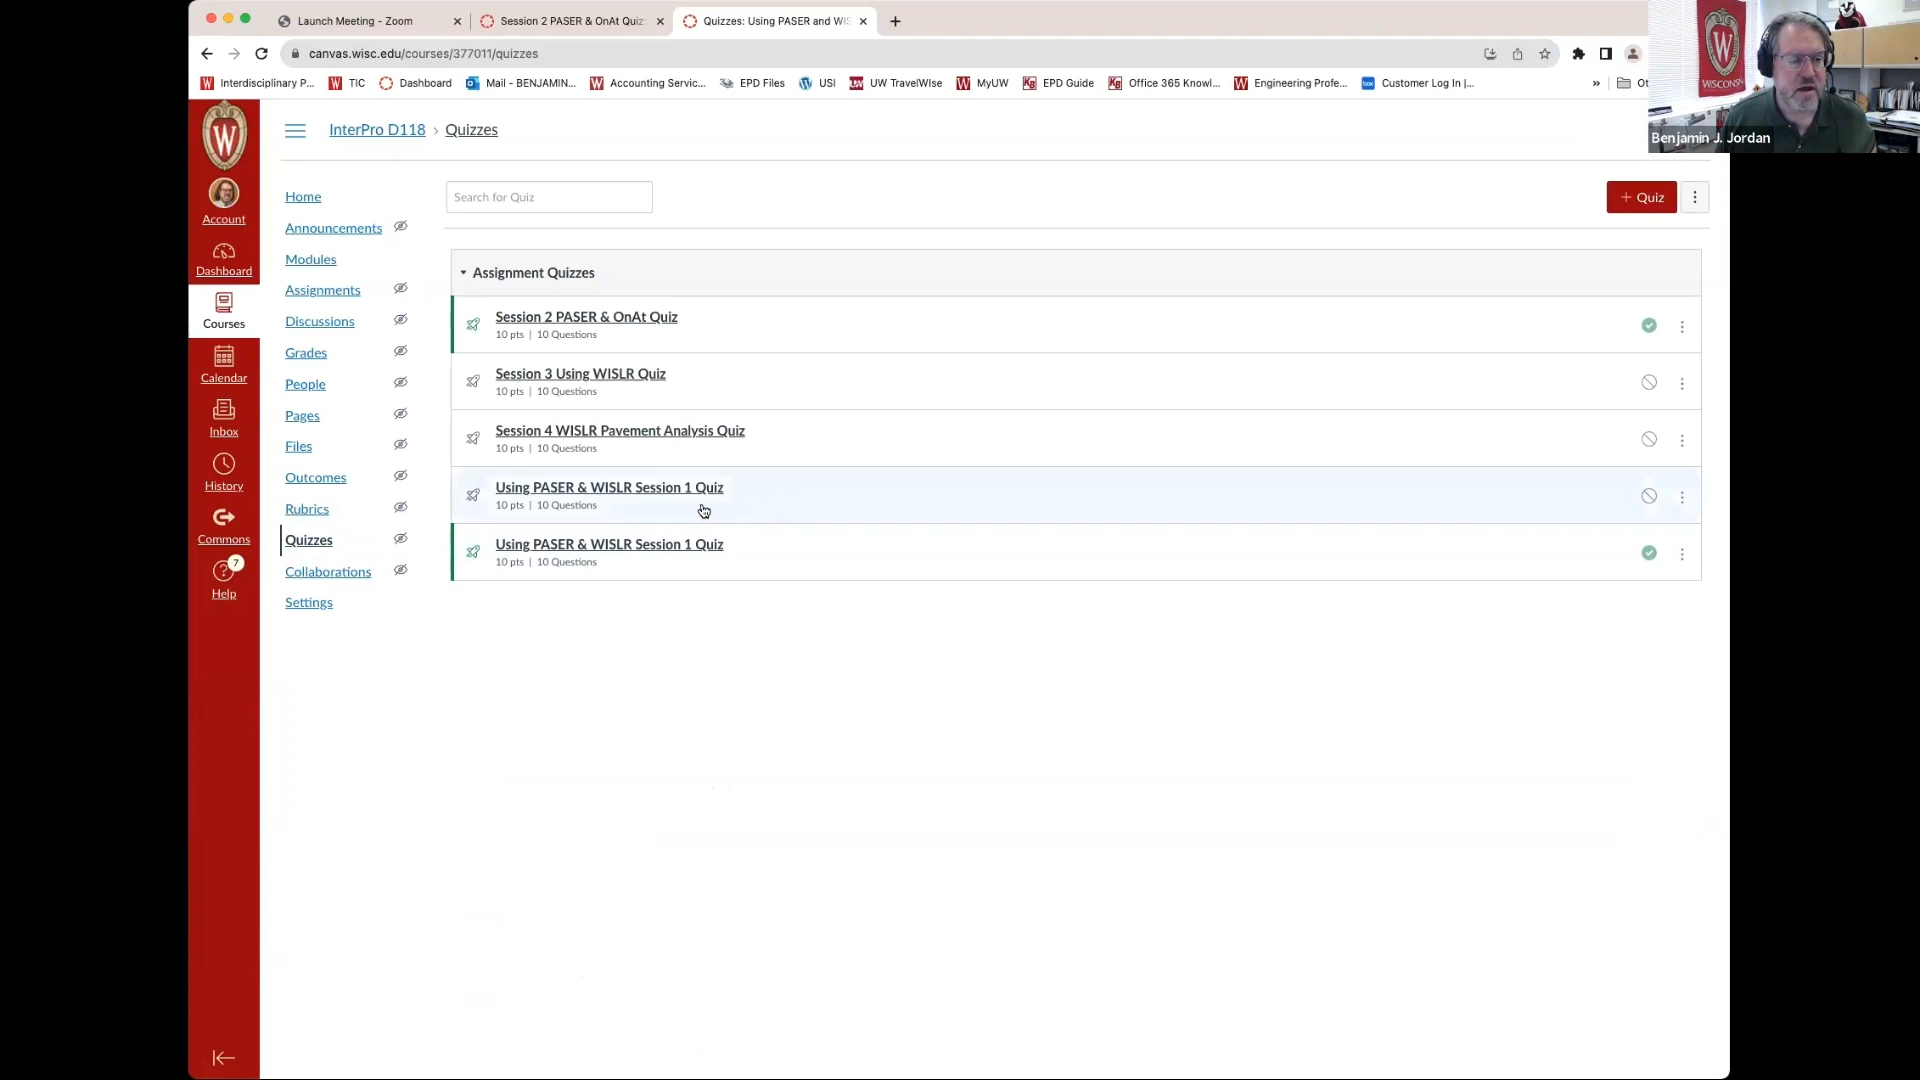 Launch Meeting - Zoom
Session 2 PASER & OnAt Quiz
Quizzes: Using PASER and WIS
canvas.wisc.edu/courses/377011/quizzes
Interdisciplinary P...
TIC
Dashboard
Mail - BENJAMIN...
Accounting Servic...
EPD Files
USI
UW TravelWIse
MyUW
EPD Guide
Office 365 Knowl...
Engineering Profe...
Customer Log In |...
»
Ot
W
WISCONSIN
Benjamin J. Jordan
W
Account
Dashboard
Courses
Calendar
Inbox
History
Commons
7
Help
InterPro D118 › Quizzes
Home
Announcements
Modules
Assignments
Discussions
Grades
People
Pages
Files
Outcomes
Rubrics
Quizzes
Collaborations
Settings
Search for Quiz
+ Quiz
Assignment Quizzes
Session 2 PASER & OnAt Quiz
10 pts | 10 Questions
Session 3 Using WISLR Quiz
10 pts | 10 Questions
Session 4 WISLR Pavement Analysis Quiz
10 pts | 10 Questions
Using PASER & WISLR Session 1 Quiz
10 pts | 10 Questions
Using PASER & WISLR Session 1 Quiz
10 pts | 10 Questions